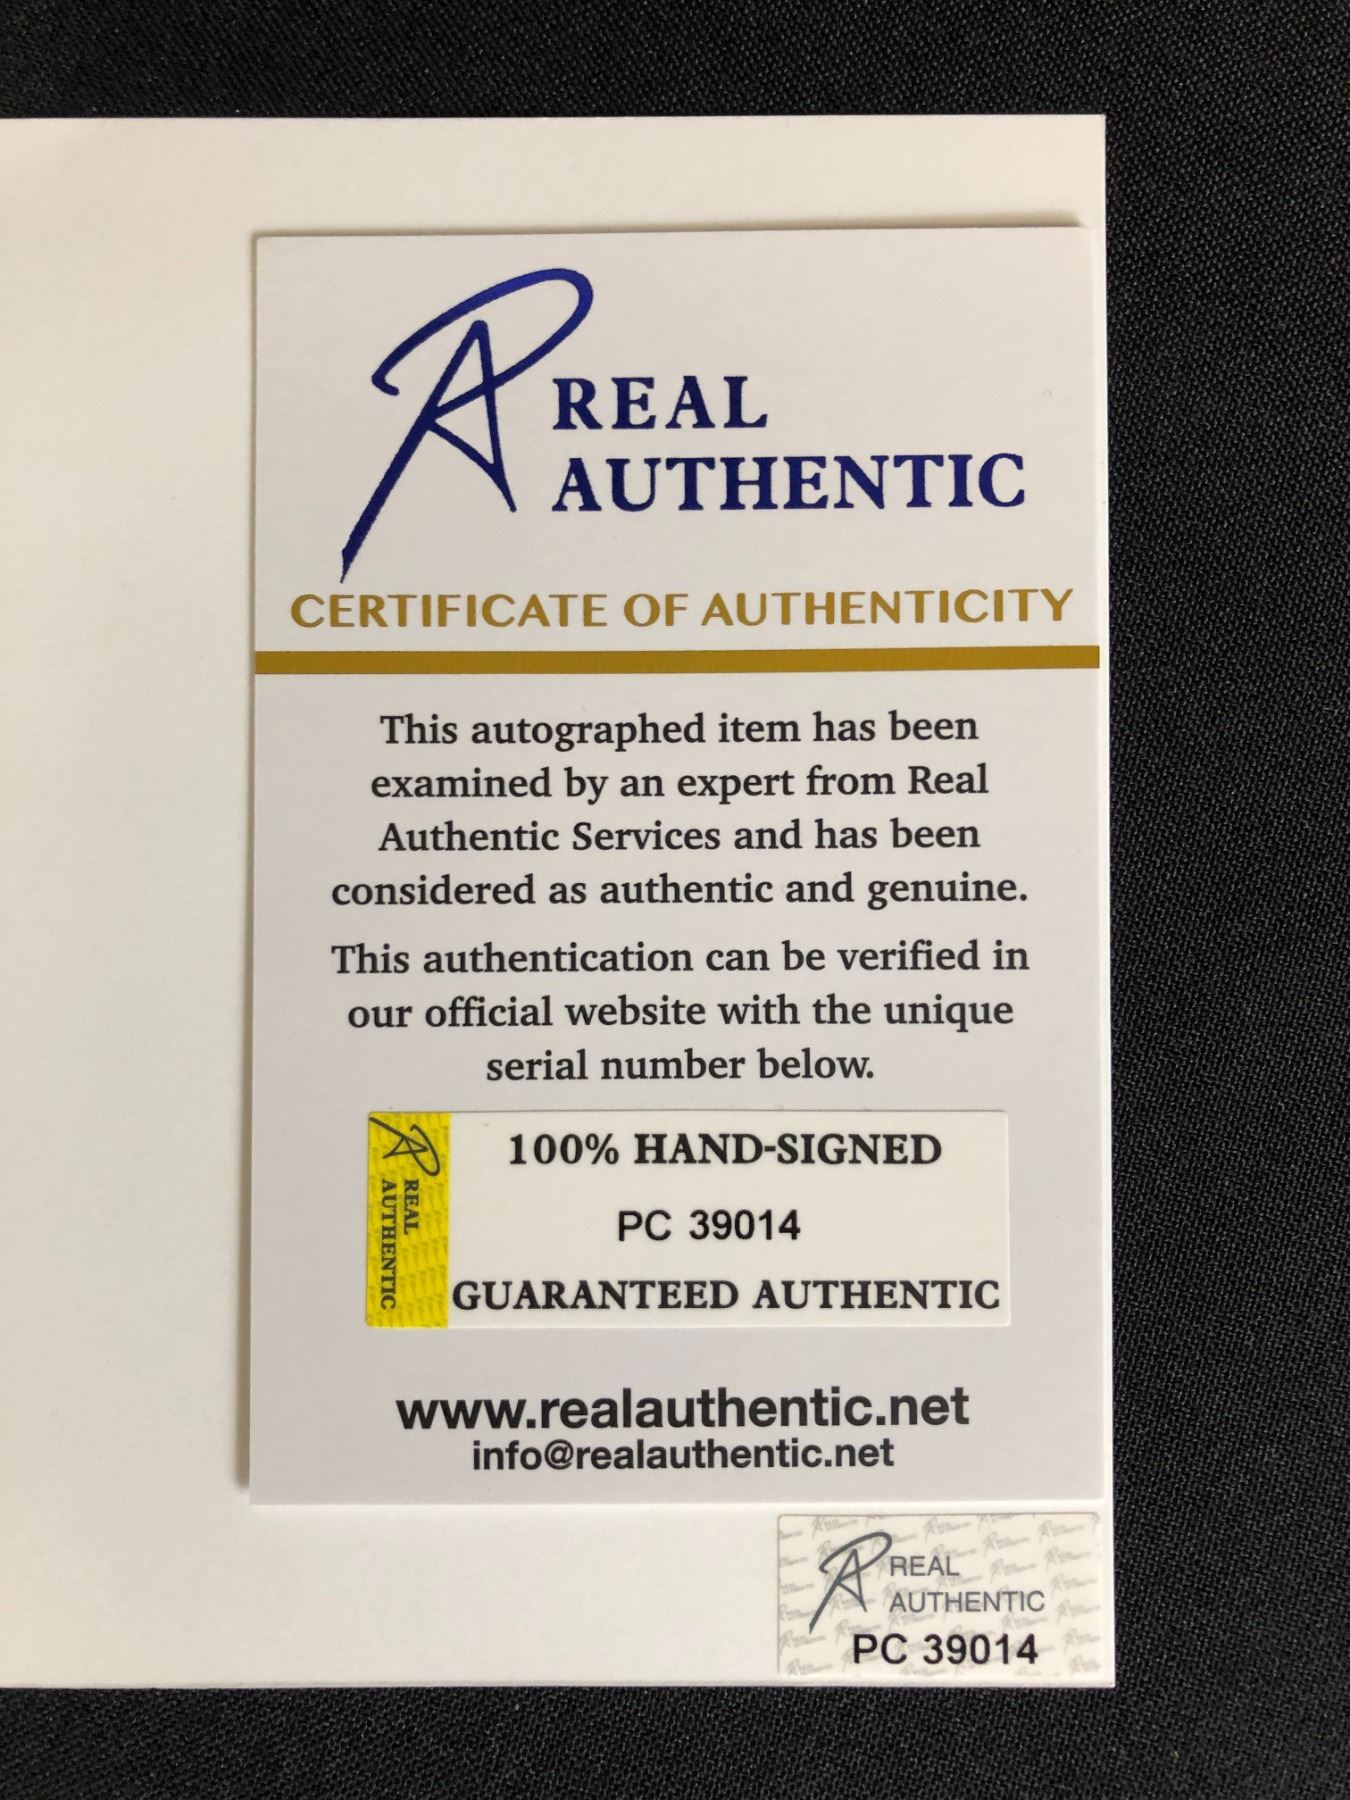 REAL
AUTHENTIC
CERTIFICATE OF AUTHENTICITY
This autographed item has been
examined by an expert from Real
Authentic Services and has been
considered as authentic and genuine.
This authentication can be verified in
our official website with the unique
serial number below.
REAL
AUTHENTIC
100% HAND-SIGNED
PC 39014
GUARANTEED AUTHENTIC
www.realauthentic.net
info@realauthentic.net
REAL
AUTHENTIC
PC 39014